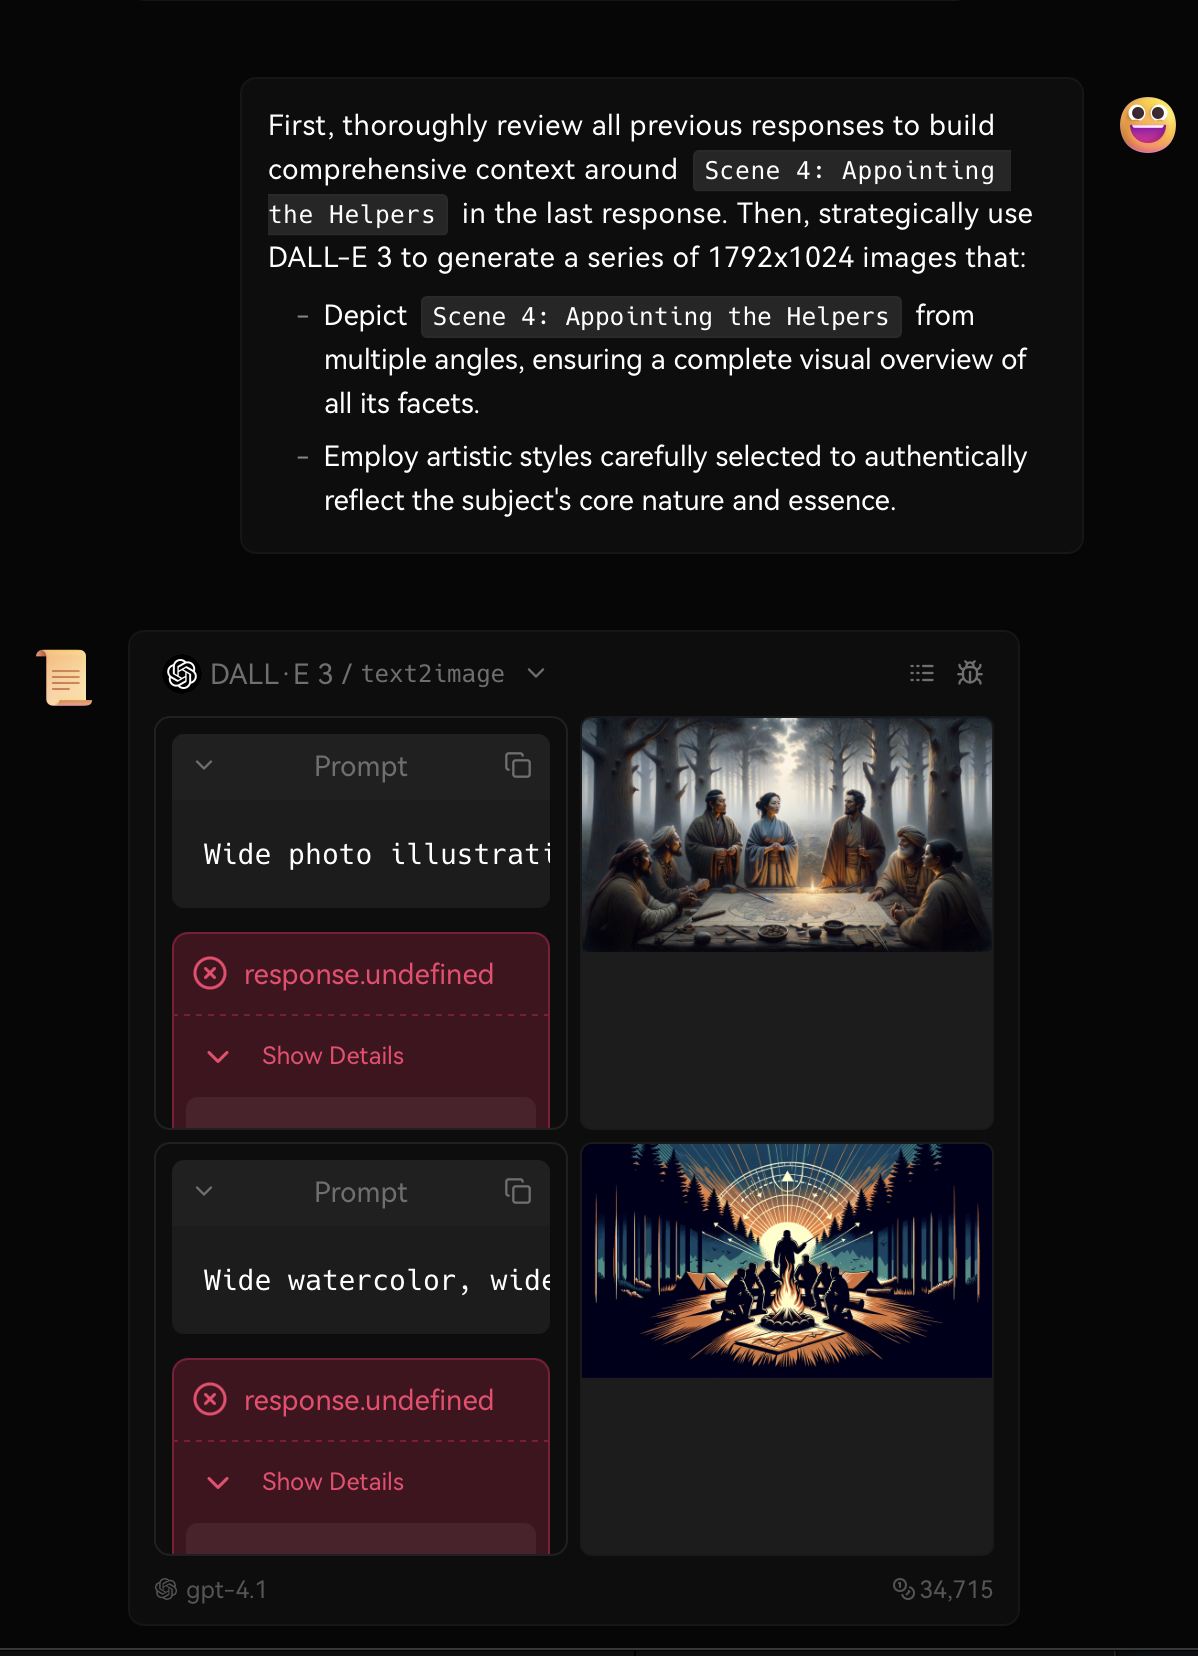 First, thoroughly review all previous responses to build
comprehensive context around Scene 4: Appointing
the Helpers in the last response. Then, strategically use
DALL-E 3 to generate a series of 1792x1024 images that:
– Depict Scene 4: Appointing the Helpers from
multiple angles, ensuring a complete visual overview of
all its facets.
– Employ artistic styles carefully selected to authentically
reflect the subject's core nature and essence.
DALL·E 3 / text2image
Prompt
Wide photo illustrati
response.undefined
Show Details
Prompt
Wide watercolor, wide
response.undefined
Show Details
gpt-4.1
34,715